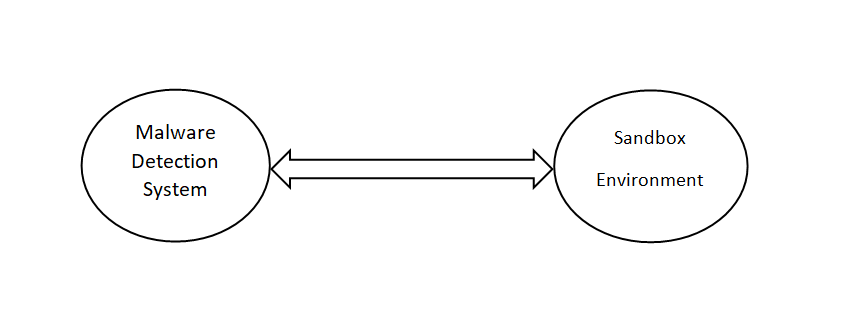 Malware
Detection
System
Sandbox
Environment